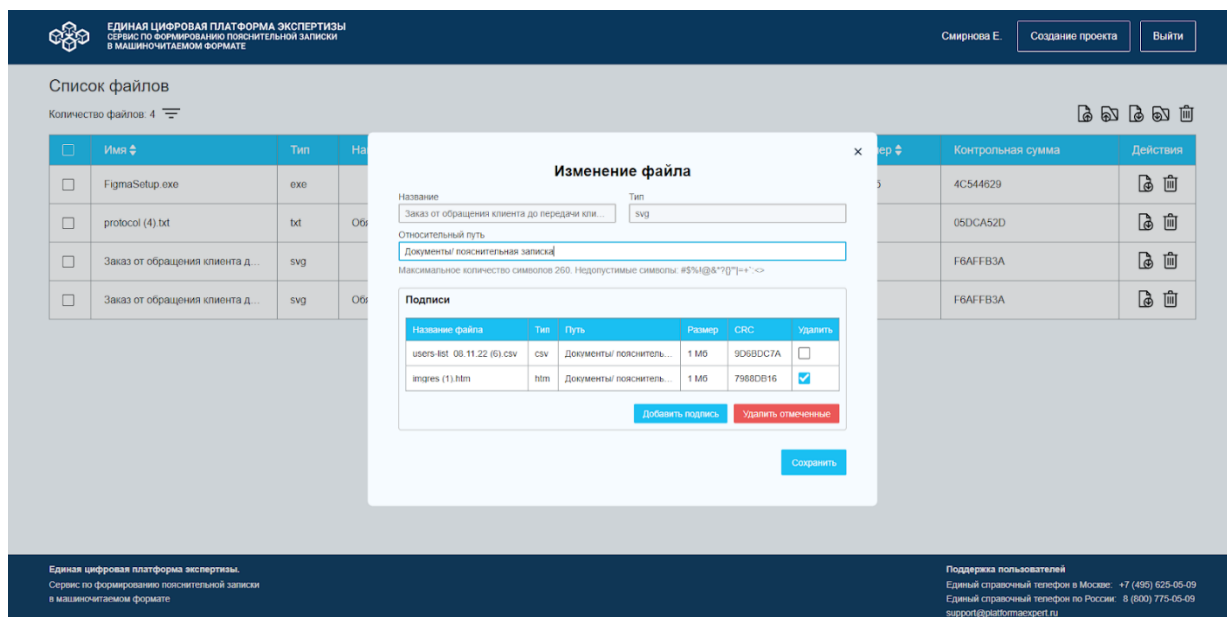 ЕДИНАЯ ЦИФРОВАЯ ПЛАТФОРМА ЭКСПЕРТИЗЫ
СЕРВИС ПО ФОРМИРОВАНИЮ ПОЯСНИТЕЛЬНОЙ ЗАПИСКИ
В МАШИНОЧИТАЕМОМ ФОРМАТЕ
Смирнова Е. Создание проекта Выйти
Список файлов
Количество файлов: 4
Имя Тип На ер Контрольная сумма Действия
FigmaSetup.exe exe 4C544629
protocol (4).txt txt 05DCA52D
Заказ от обращения клиента д... svg F6AFFB3A
Заказ от обращения клиента д... svg F6AFFB3A
Изменение файла
Название Тип
Заказ от обращения клиента до передачи кли... svg
Относительный путь
Документы/ пояснительная записка
Максимальное количество символов 260. Недопустимые символы:
Подписи
Название файла Тип Путь Размер CRC Удалить
users-list 08.11.22 (6).csv csv Документы/ пояснитель... 1 Мб 9D6BDC7A
imgres (1).htm htm Документы/ пояснитель... 1 Мб 7988DB16
Добавить подпись Удалить отмеченные
Сохранить
Единая цифровая платформа экспертизы.
Сервис по формированию пояснительной записки
в машиночитаемом формате
Поддержка пользователей
Единый справочный телефон в Москве: +7 (495) 625-05-09
Единый справочный телефон по России: 8 (800) 775-05-09
support@platformaexpert.ru